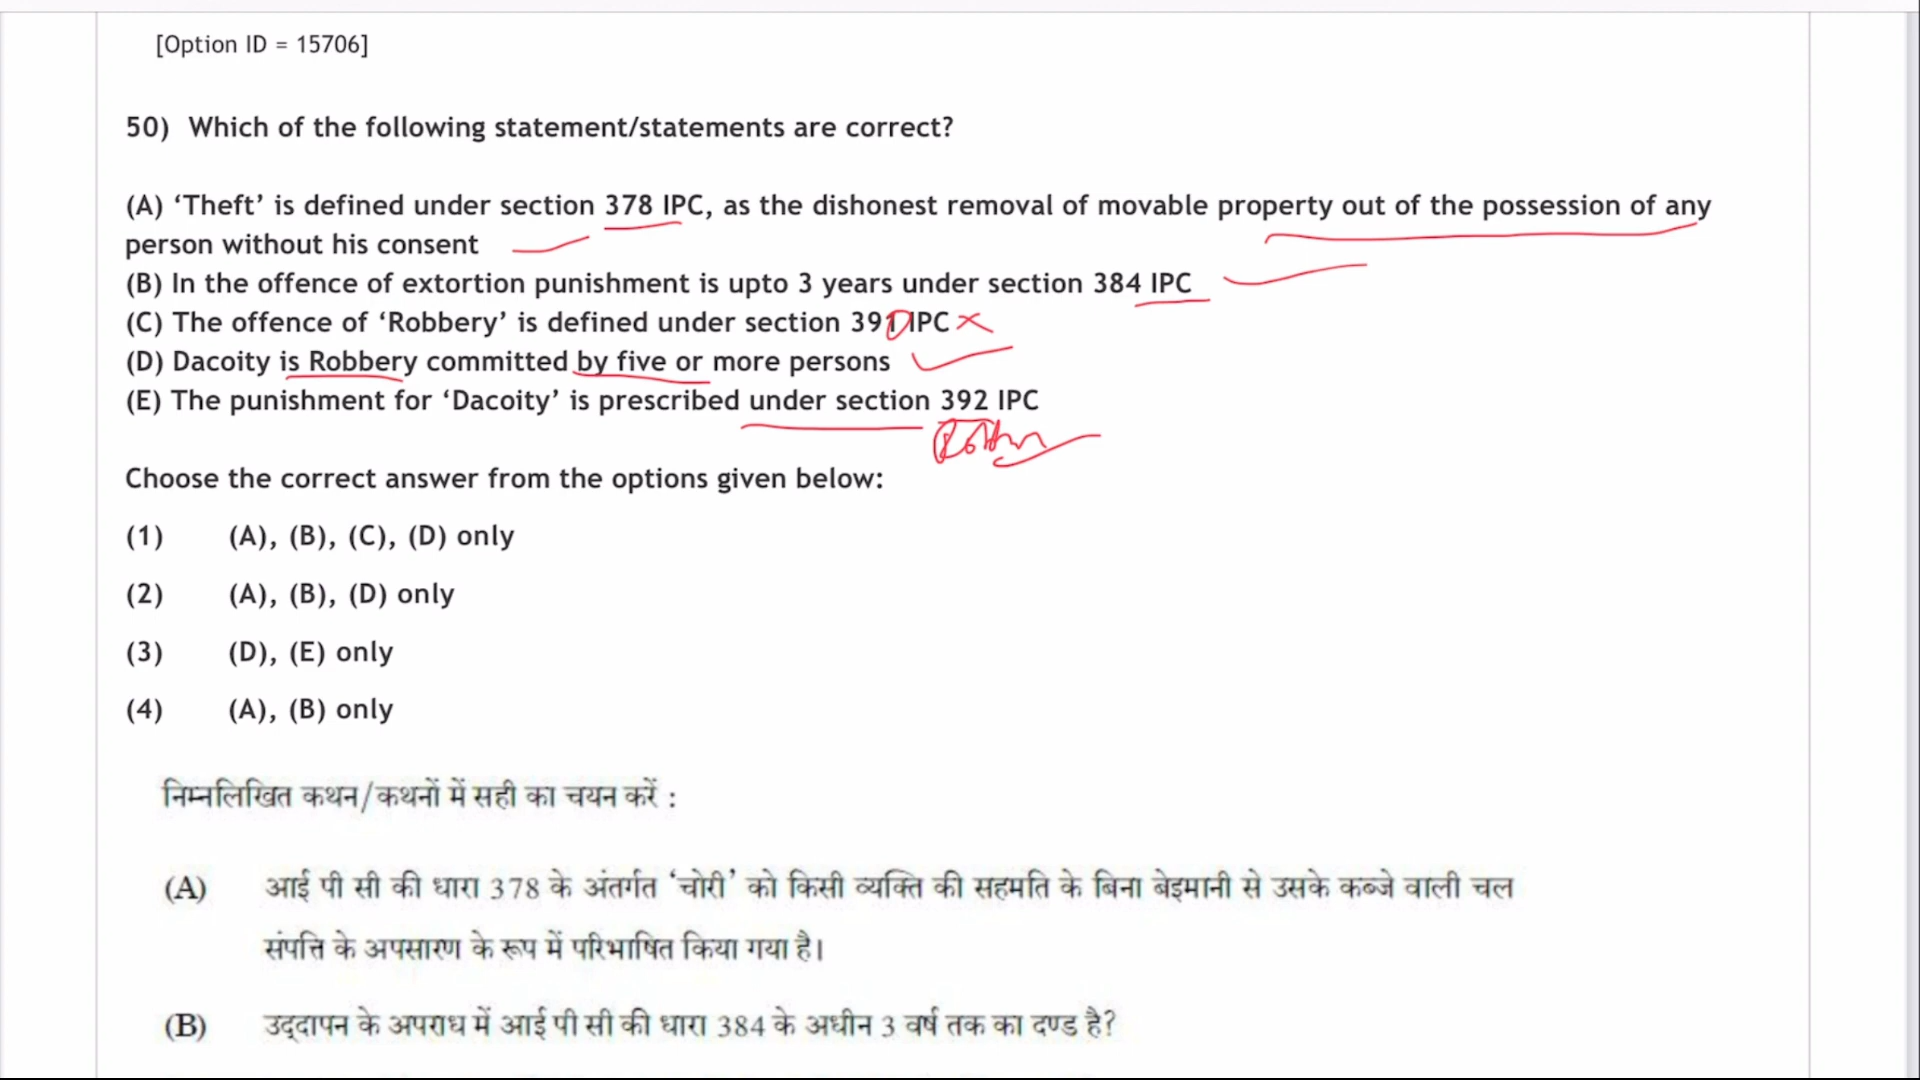 [Option ID = 15706]
50) Which of the following statement/statements are correct?
(A) ‘Theft’ is defined under section 378 IPC, as the dishonest removal of movable property out of the possession of any
person without his consent
(B) In the offence of extortion punishment is upto 3 years under section 384 IPC
(C) The offence of ‘Robbery’ is defined under section 391 IPC
(D) Dacoity is Robbery committed by five or more persons
(E) The punishment for ‘Dacoity’ is prescribed under section 392 IPC
Choose the correct answer from the options given below:
(1) (A), (B), (C), (D) only
(2) (A), (B), (D) only
(3) (D), (E) only
(4) (A), (B) only
निम्नलिखित कथन/कथनों में सही का चयन करें :
(A) आई पी सी की धारा 378 के अंतर्गत ‘चोरी’ को किसी व्यक्ति की सहमति के बिना बेइमानी से उसके कब्जे वाली चल
संपत्ति के अपसारण के रूप में परिभाषित किया गया है।
(B) उद्दापन के अपराध में आई पी सी की धारा 384 के अधीन 3 वर्ष तक का दण्ड है?